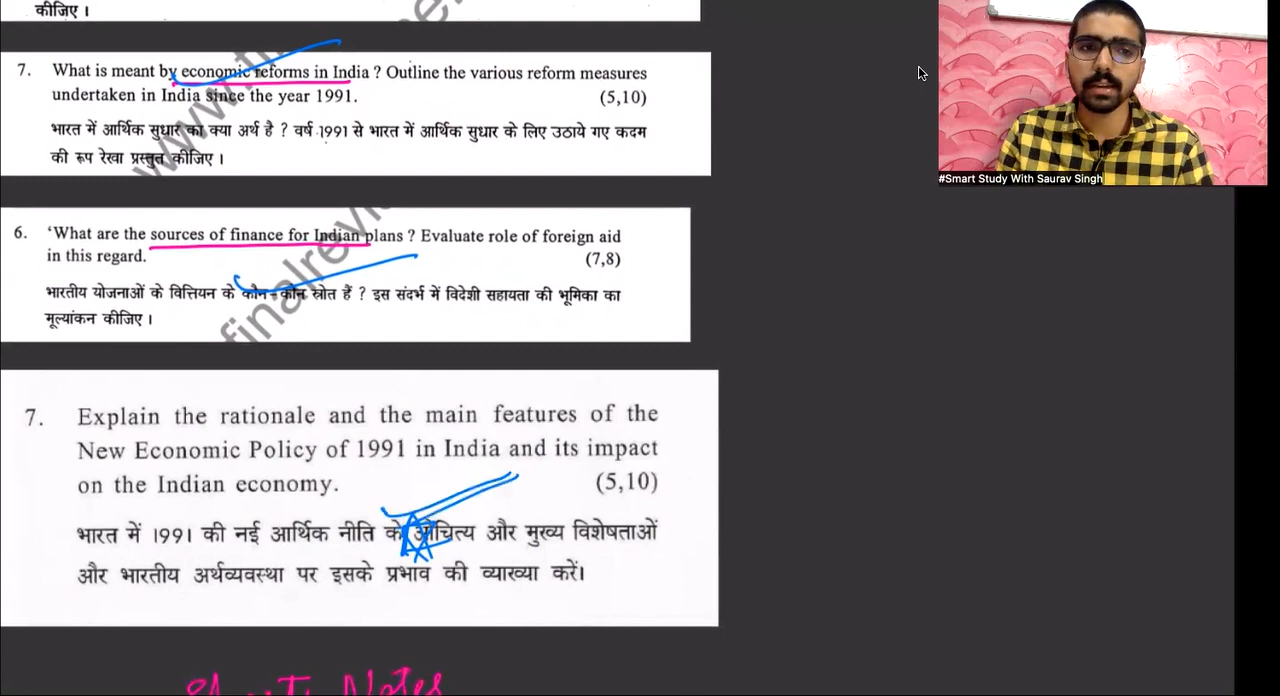 कीजिए ।
7. What is meant by economic reforms in India ? Outline the various reform measures
undertaken in India since the year 1991. (5,10)
भारत में आर्थिक सुधार का क्या अर्थ है ? वर्ष 1991 से भारत में आर्थिक सुधार के लिए उठाये गए कदम
की रूप रेखा प्रस्तुत कीजिए ।
#Smart Study With Saurav Singh
6. ‘What are the sources of finance for Indian plans ? Evaluate role of foreign aid
in this regard. (7,8)
भारतीय योजनाओं के वित्तियन के कौन-कौन स्रोत हैं ? इस संदर्भ में विदेशी सहायता की भूमिका का
मूल्यांकन कीजिए ।
finalrevi
7. Explain the rationale and the main features of the
New Economic Policy of 1991 in India and its impact
on the Indian economy. (5,10)
भारत में 1991 की नई आर्थिक नीति के औचित्य और मुख्य विशेषताओं
और भारतीय अर्थव्यवस्था पर इसके प्रभाव की व्याख्या करें।
Notes